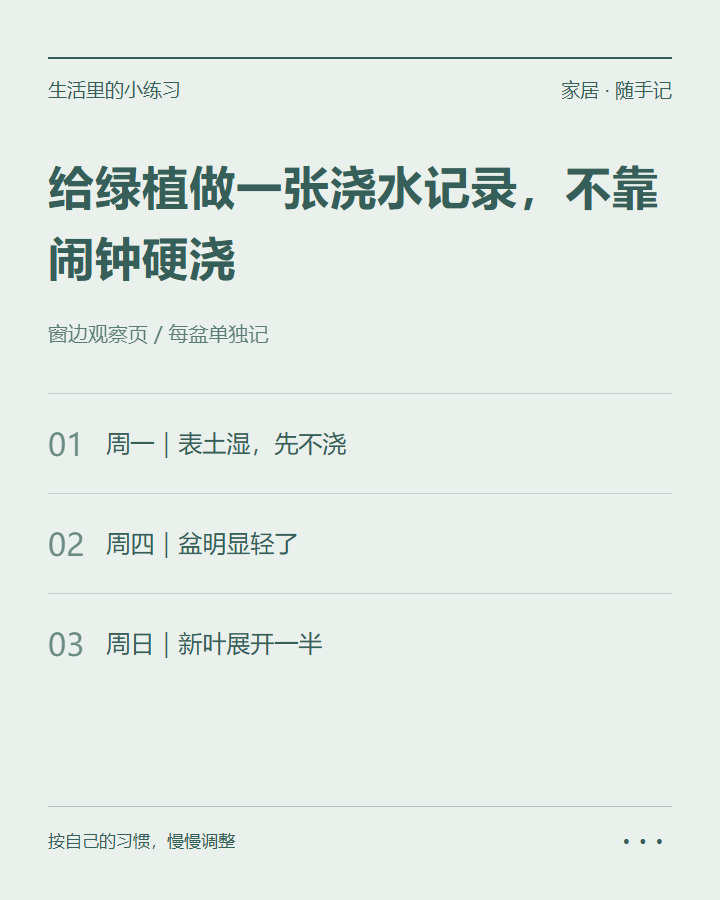 生活里的小练习
家居 · 随手记
给绿植做一张浇水记录，不靠
闹钟硬浇
窗边观察页 / 每盆单独记
01 周一｜表土湿，先不浇
02 周四｜盆明显轻了
03 周日｜新叶展开一半
按自己的习惯，慢慢调整